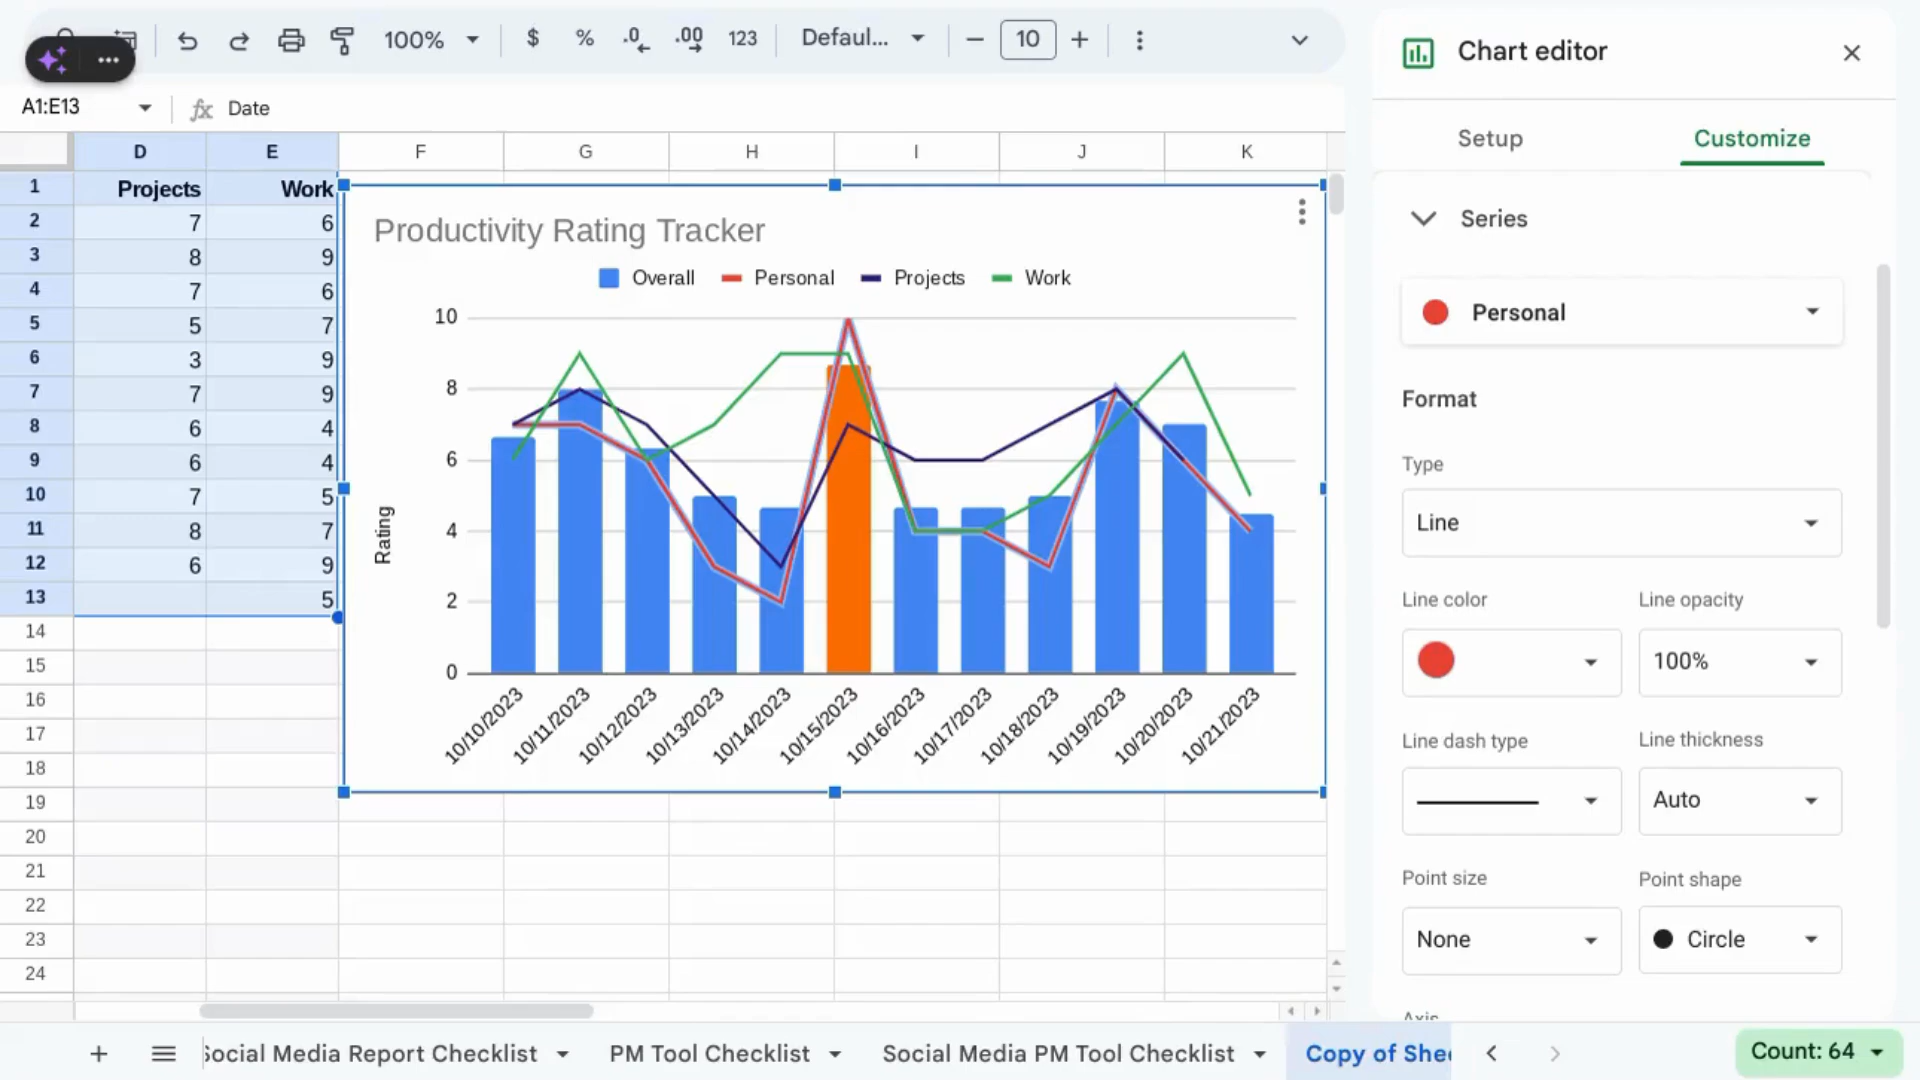 100%
$
%
.0
.00
123
Defaul...
10
Chart editor
A1:E13
fx
Date
Setup
Customize
D
E
F
G
H
I
J
K
1
Projects
Work
2
7
6
3
8
9
4
7
6
5
5
7
6
3
9
7
7
9
8
6
4
9
6
4
10
7
5
11
8
7
12
6
9
13
5
14
15
16
17
18
19
20
21
22
23
24
Productivity Rating Tracker
Overall
Personal
Projects
Work
10
8
6
4
2
0
Rating
10/10/2023
10/11/2023
10/12/2023
10/13/2023
10/14/2023
10/15/2023
10/16/2023
10/17/2023
10/18/2023
10/19/2023
10/20/2023
10/21/2023
Series
Personal
Format
Type
Line
Line color
Line opacity
100%
Line dash type
Line thickness
Auto
Point size
Point shape
None
Circle
Axis
Social Media Report Checklist
PM Tool Checklist
Social Media PM Tool Checklist
Copy of Shee
Count: 64